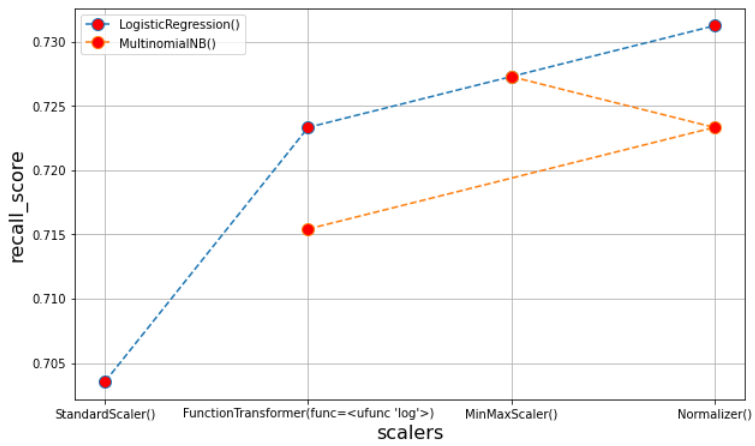 LogisticRegression()
MultinomialNB()
0.730
0.725
0.720
0.715
0.710
0.705
recall_score
StandardScaler() FunctionTransformer(func=<ufunc 'log'>) MinMaxScaler() Normalizer()
scalers